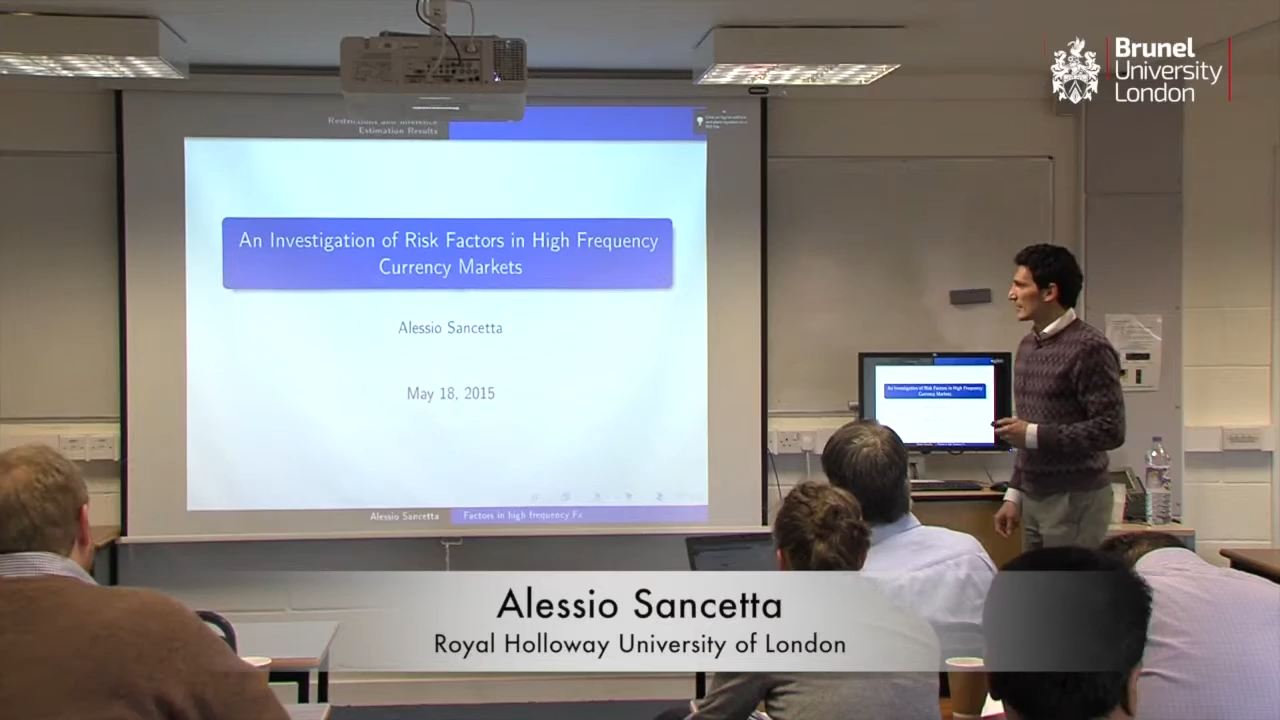 Brunel
University
London
Restrictions and Inference
Estimation Results
An Investigation of Risk Factors in High Frequency
Currency Markets
Alessio Sancetta
May 18, 2015
Alessio Sancetta
Factors in high frequency Fx
An Investigation of Risk Factors in High Frequency
Currency Markets
Alessio Sancetta
Royal Holloway University of London